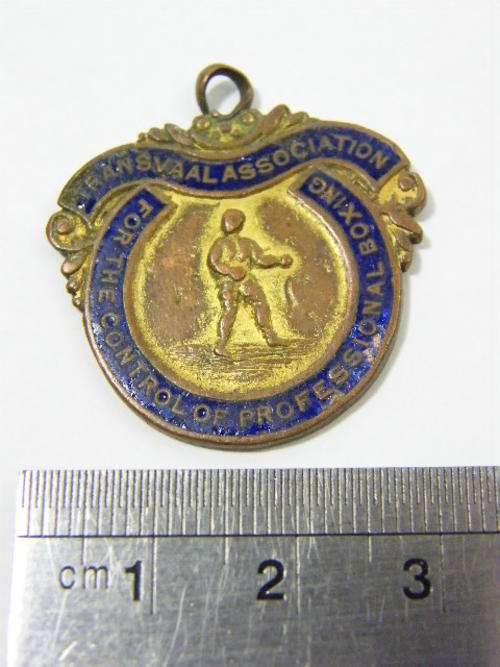 TRANSVAAL ASSOCIATION
FOR THE CONTROL OF PROFESSIONAL BOXING
cm 1 2 3